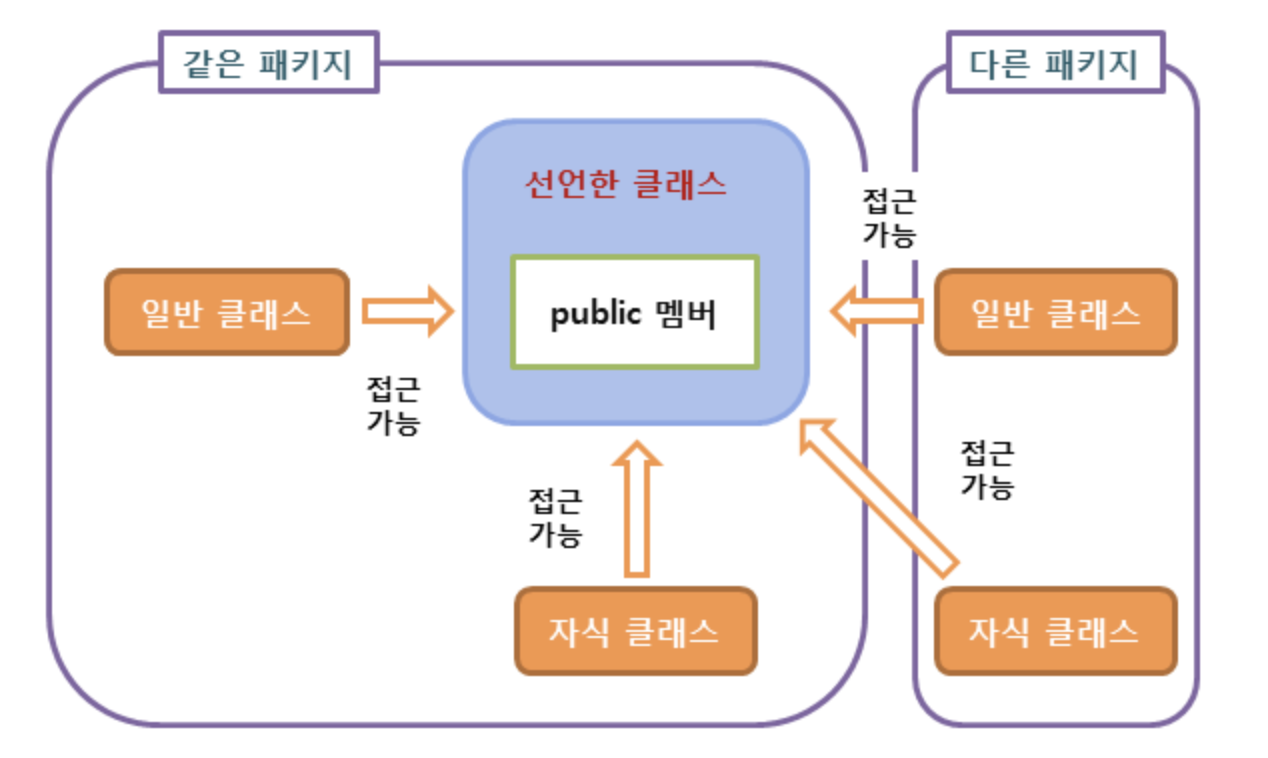 같은 패키지
다른 패키지
선언한 클래스
접근
가능
일반 클래스
public 멤버
일반 클래스
접근
가능
접근
가능
접근
가능
자식 클래스
자식 클래스